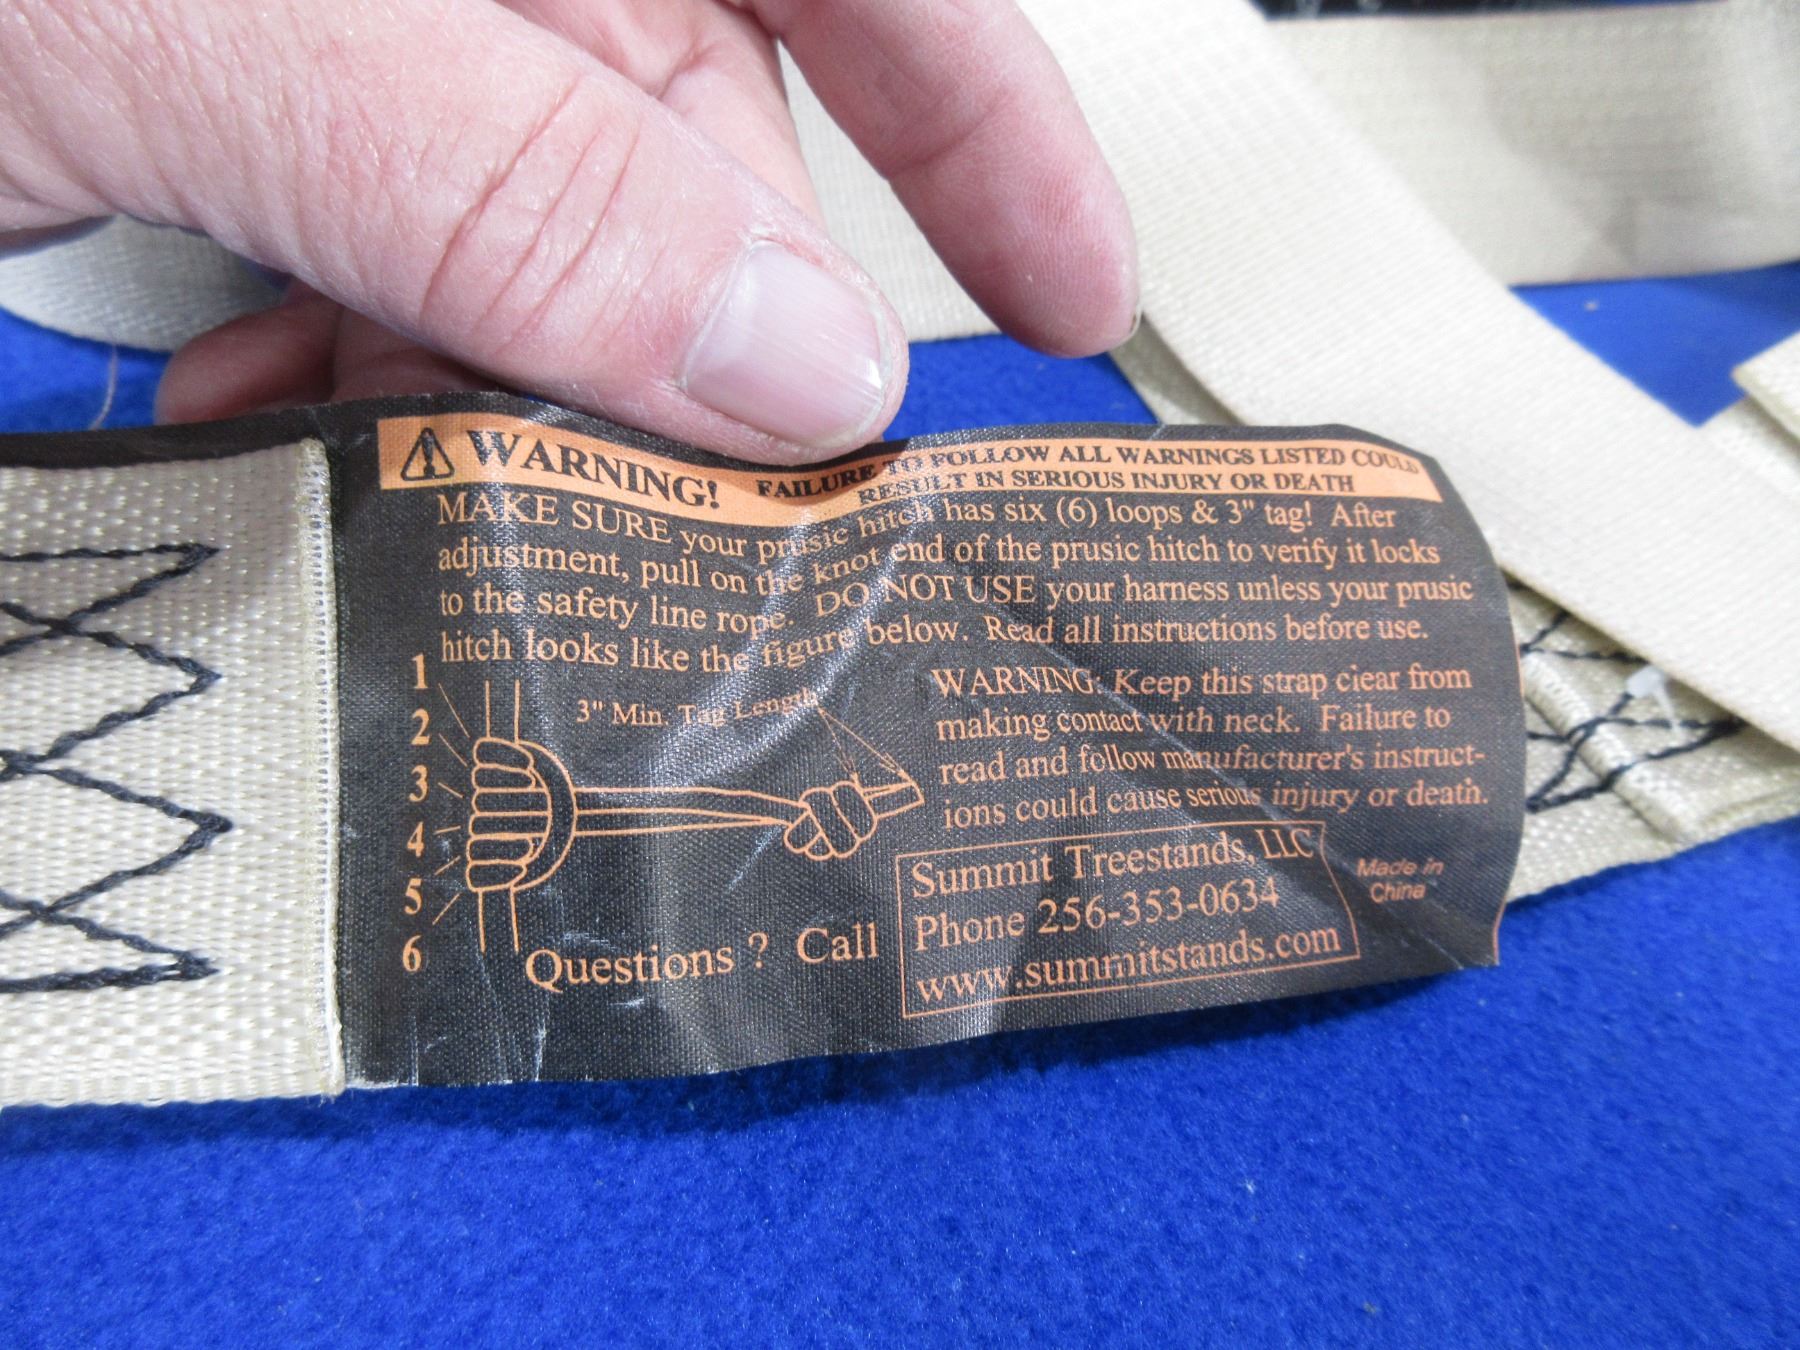 WARNING! FAILURE TO FOLLOW ALL WARNINGS LISTED COULD
RESULT IN SERIOUS INJURY OR DEATH
MAKE SURE your prusic hitch has six (6) loops & 3" tag! After
adjustment, pull on the knot end of the prusic hitch to verify it locks
to the safety line rope. DO NOT USE your harness unless your prusic
hitch looks like the figure below. Read all instructions before use.
1
2
3
4
5
6
3" Min. Tag Length
WARNING: Keep this strap clear from
making contact with neck. Failure to
read and follow manufacturer's instruct-
ions could cause serious injury or death.
Questions ? Call
Summit Treestands, LLC
Phone 256-353-0634
www.summitstands.com
Made in
China